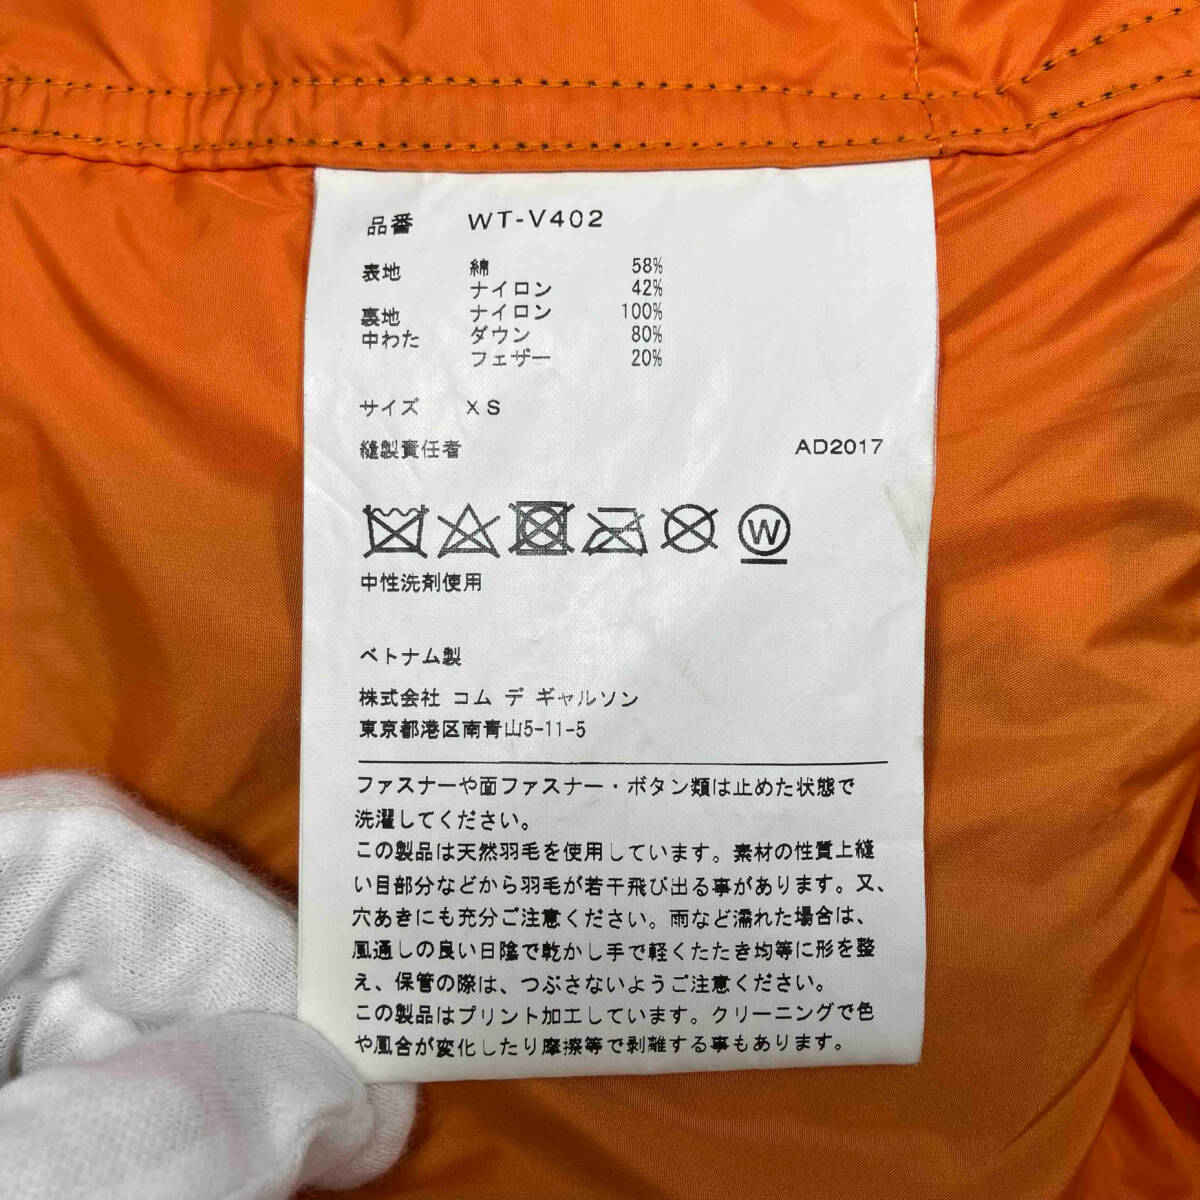 品番 WT-V402
表地 綿 58%
ナイロン 42%
裏地 ナイロン 100%
中わた ダウン 80%
フェザー 20%
サイズ XS
縫製責任者 AD2017
W
中性洗剤使用
ベトナム製
株式会社 コム デ ギャルソン
東京都港区南青山5-11-5
ファスナーや面ファスナー・ボタン類は止めた状態で
洗濯してください。
この製品は天然羽毛を使用しています。素材の性質上縫
い目部分などから羽毛が若干飛び出る事があります。又、
穴あきにも充分ご注意ください。雨など濡れた場合は、
風通しの良い日陰で乾かし手で軽くたたき均等に形を整
え、保管の際は、つぶさないようご注意ください。
この製品はプリント加工しています。クリーニングで色
や風合が変化したり摩擦等で剥離する事もあります。